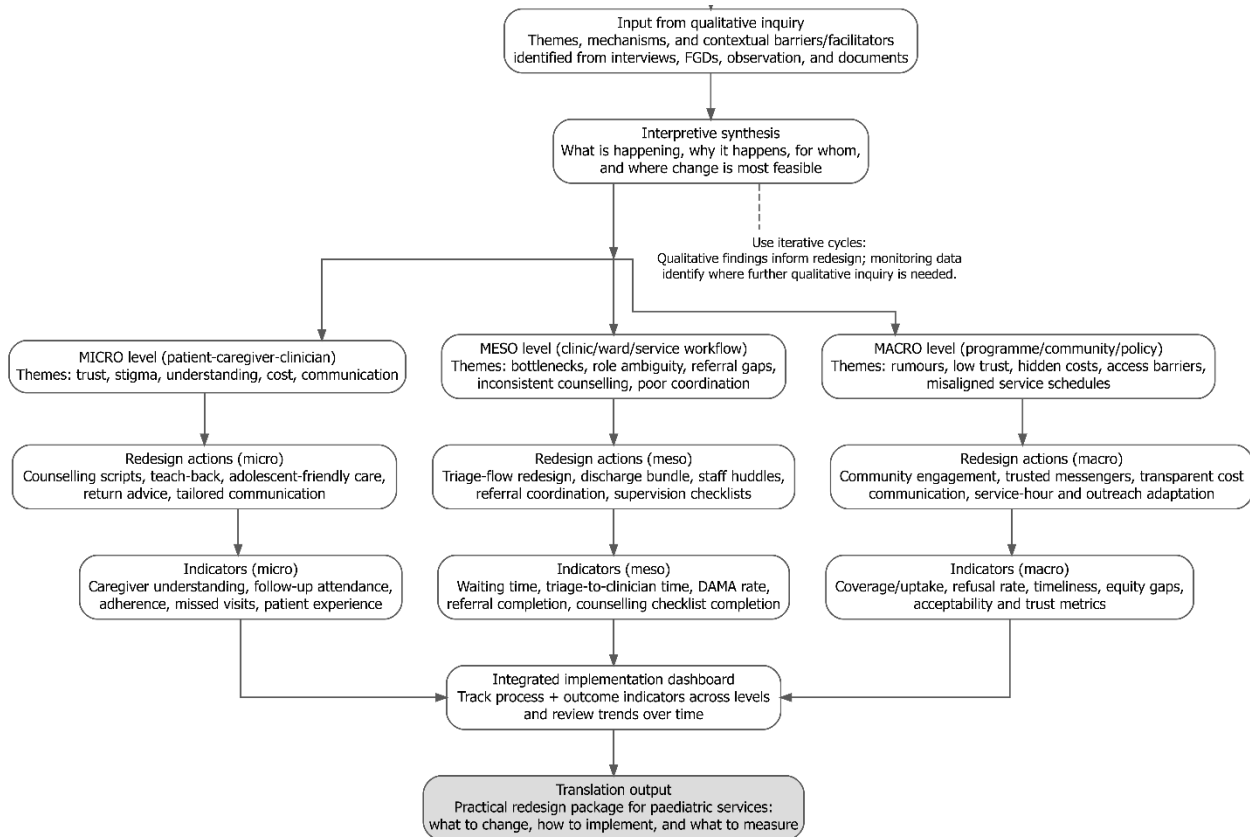 Input from qualitative inquiry
Themes, mechanisms, and contextual barriers/facilitators
identified from interviews, FGDs, observation, and documents
Interpretive synthesis
What is happening, why it happens, for whom,
and where change is most feasible
Use iterative cycles:
Qualitative findings inform redesign; monitoring data
identify where further qualitative inquiry is needed.
MICRO level (patient-caregiver-clinician)
Themes: trust, stigma, understanding, cost, communication
MESO level (clinic/ward/service workflow)
Themes: bottlenecks, role ambiguity, referral gaps,
inconsistent counselling, poor coordination
MACRO level (programme/community/policy)
Themes: rumours, low trust, hidden costs, access barriers,
misaligned service schedules
Redesign actions (micro)
Counselling scripts, teach-back, adolescent-friendly care,
return advice, tailored communication
Redesign actions (meso)
Triage-flow redesign, discharge bundle, staff huddles,
referral coordination, supervision checklists
Redesign actions (macro)
Community engagement, trusted messengers, transparent cost
communication, service-hour and outreach adaptation
Indicators (micro)
Caregiver understanding, follow-up attendance,
adherence, missed visits, patient experience
Indicators (meso)
Waiting time, triage-to-clinician time, DAMA rate,
referral completion, counselling checklist completion
Indicators (macro)
Coverage/uptake, refusal rate, timeliness, equity gaps,
acceptability and trust metrics
Integrated implementation dashboard
Track process + outcome indicators across levels
and review trends over time
Translation output
Practical redesign package for paediatric services:
what to change, how to implement, and what to measure